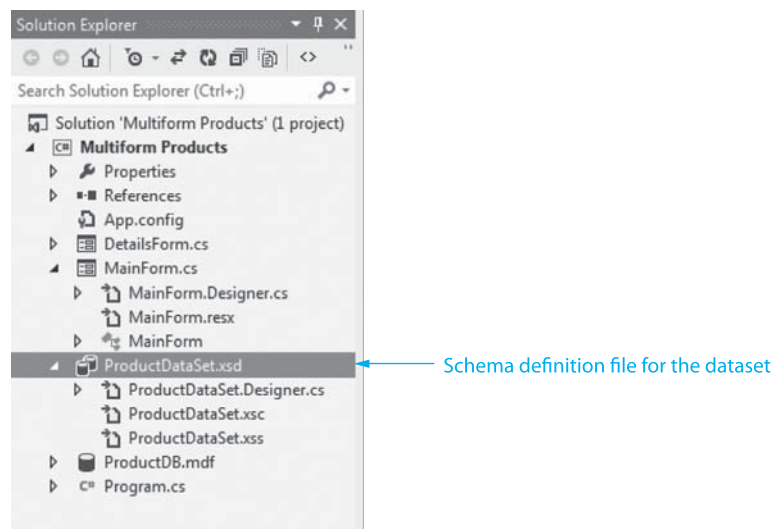 Solution Explorer
Search Solution Explorer (Ctrl+;)
Solution 'Multiform Products' (1 project)
C# Multiform Products
Properties
References
App.config
DetailsForm.cs
MainForm.cs
MainForm.Designer.cs
MainForm.resx
MainForm
ProductDataSet.xsd
Schema definition file for the dataset
ProductDataSet.Designer.cs
ProductDataSet.xsc
ProductDataSet.xss
ProductDB.mdf
C# Program.cs